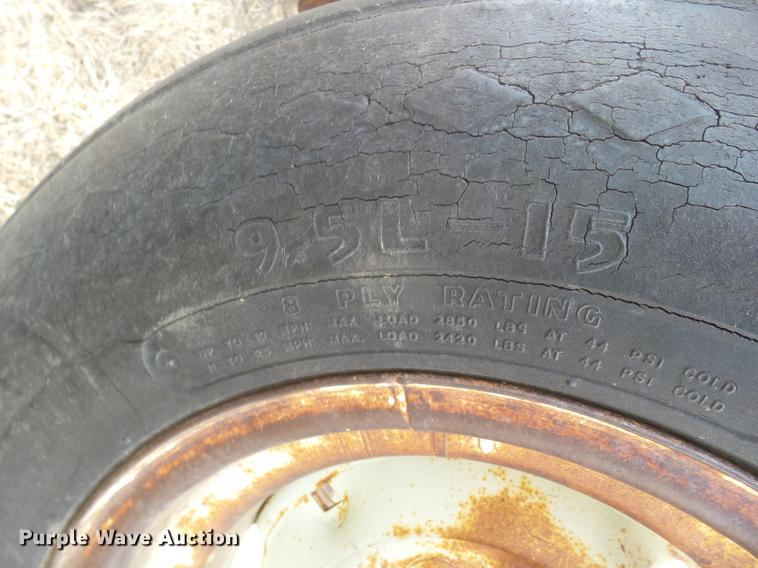 9.5L-15
8 PLY RATING
UP TO 10 MPH: MAX. LOAD 2850 LBS AT 44 PSI COLD
TO 25 MPH: MAX. LOAD 2420 LBS AT 44 PSI COLD
Purple Wave Auction